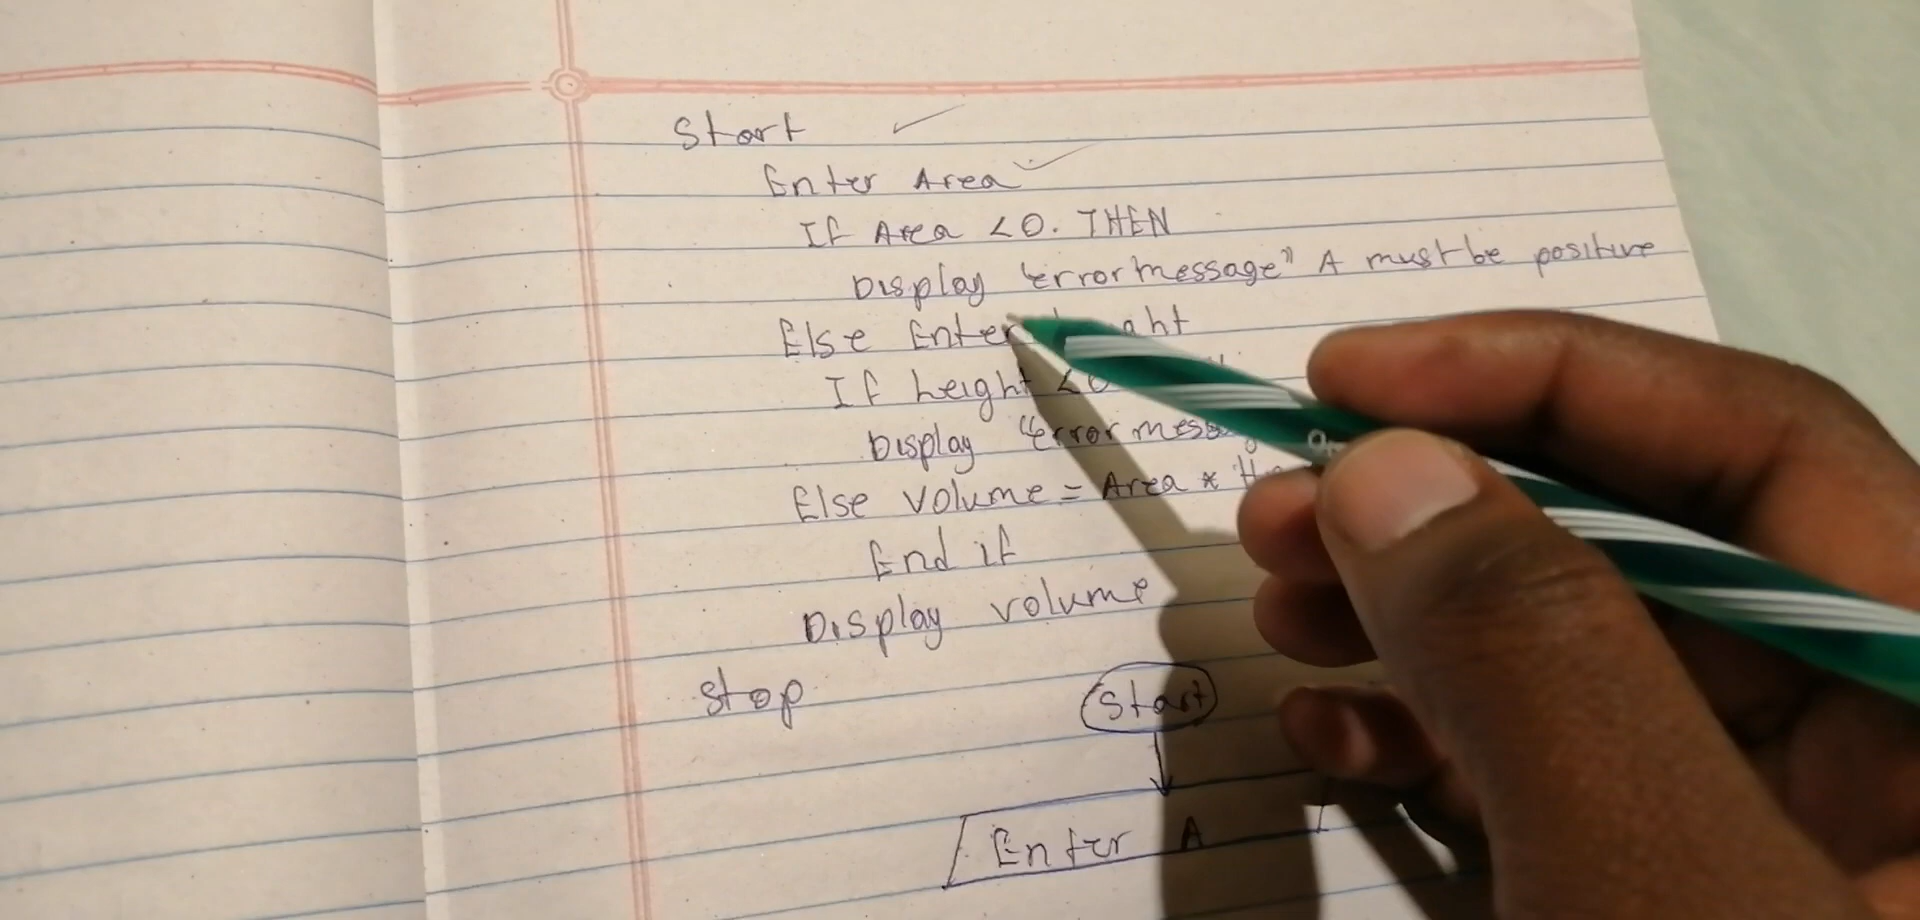 Start
Enter Area
If Area <0. THEN
Display "error message" A must be positive
Else Enter
If height <0
Display "error
Else volume = Area *
End if
Display volume
Stop
Start
Enter A